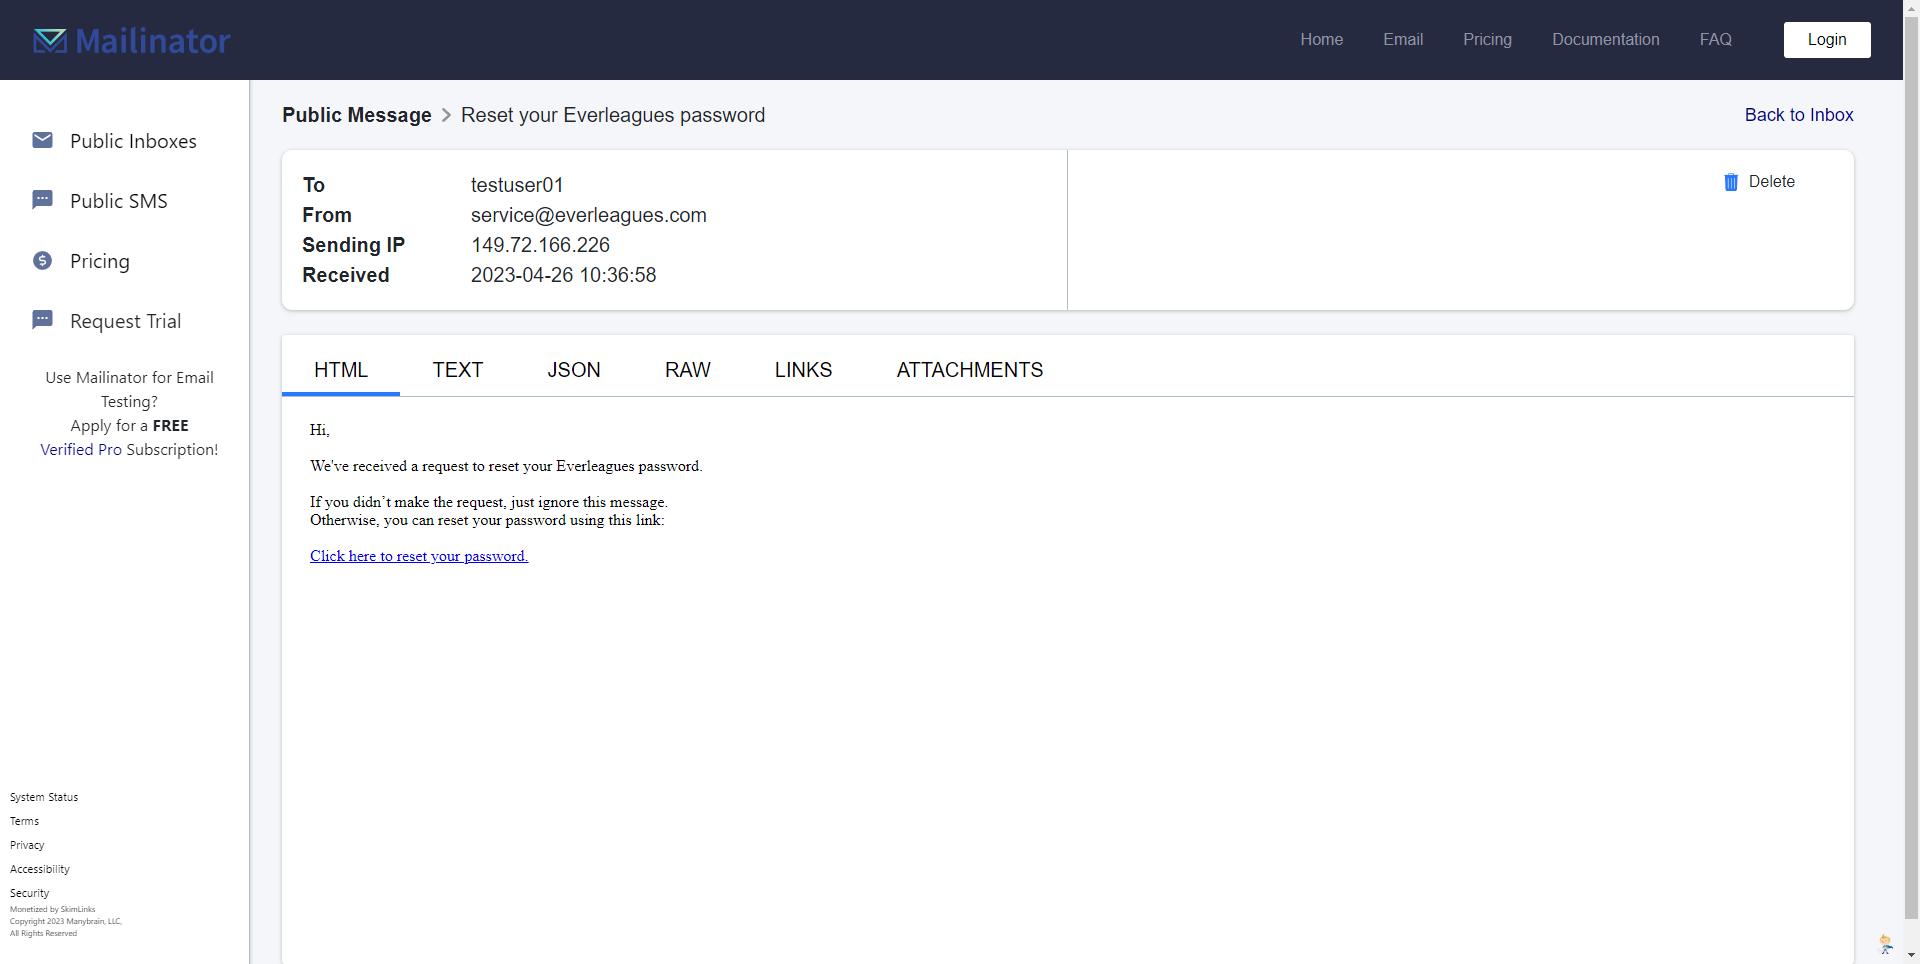 Mailinator
Home
Email
Pricing
Documentation
FAQ
Login
Public Inboxes
Public SMS
Pricing
Request Trial
Use Mailinator for Email
Testing?
Apply for a FREE
Verified Pro Subscription!
System Status
Terms
Privacy
Accessibility
Security
Monetized by SkimLinks
Copyright 2023 Manybrain, LLC,
All Rights Reserved
Public Message > Reset your Everleagues password
Back to Inbox
To testuser01
From service@everleagues.com
Sending IP 149.72.166.226
Received 2023-04-26 10:36:58
Delete
HTML
TEXT
JSON
RAW
LINKS
ATTACHMENTS
Hi,
We've received a request to reset your Everleagues password.
If you didn’t make the request, just ignore this message.
Otherwise, you can reset your password using this link:
Click here to reset your password.